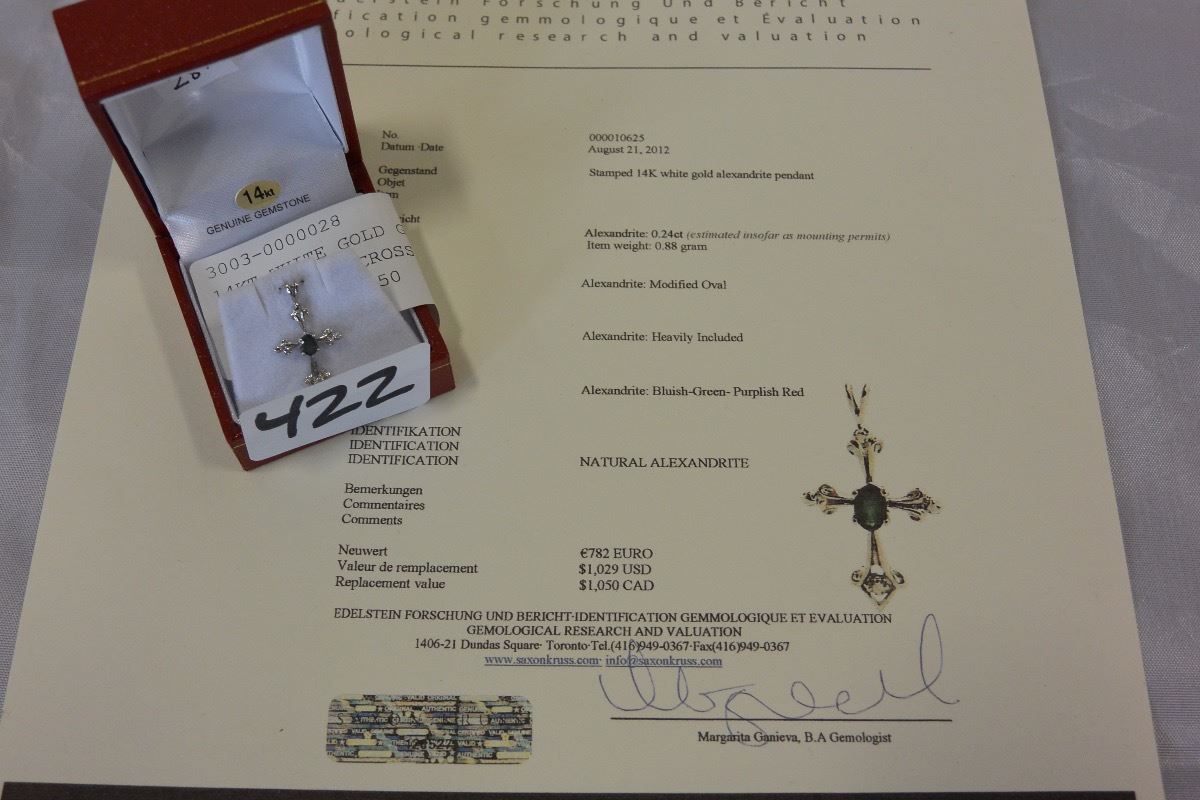 Forschung Und Bericht
fication gemmologique et Évaluation
ological research and valuation
14kt
GENUINE GEMSTONE
3003-0000028
14KT WHITE GOLD
CROSS
50
422
No. 000010625
Datum ·Date August 21, 2012
Gegenstand Stamped 14K white gold alexandrite pendant
Objet
Alexandrite: 0.24ct (estimated insofar as mounting permits)
Item weight: 0.88 gram
Alexandrite: Modified Oval
Alexandrite: Heavily Included
Alexandrite: Bluish-Green- Purplish Red
IDENTIFIKATION
IDENTIFICATION
IDENTIFICATION NATURAL ALEXANDRITE
Bemerkungen
Commentaires
Comments
Neuwert €782 EURO
Valeur de remplacement $1,029 USD
Replacement value $1,050 CAD
EDELSTEIN FORSCHUNG UND BERICHT·IDENTIFICATION GEMMOLOGIQUE ET EVALUATION
GEMOLOGICAL RESEARCH AND VALUATION
1406-21 Dundas Square· Toronto·Tel.(416)949-0367·Fax(416)949-0367
www.saxonkruss.com· info@saxonkruss.com
Margarita Ganieva, B.A Gemologist